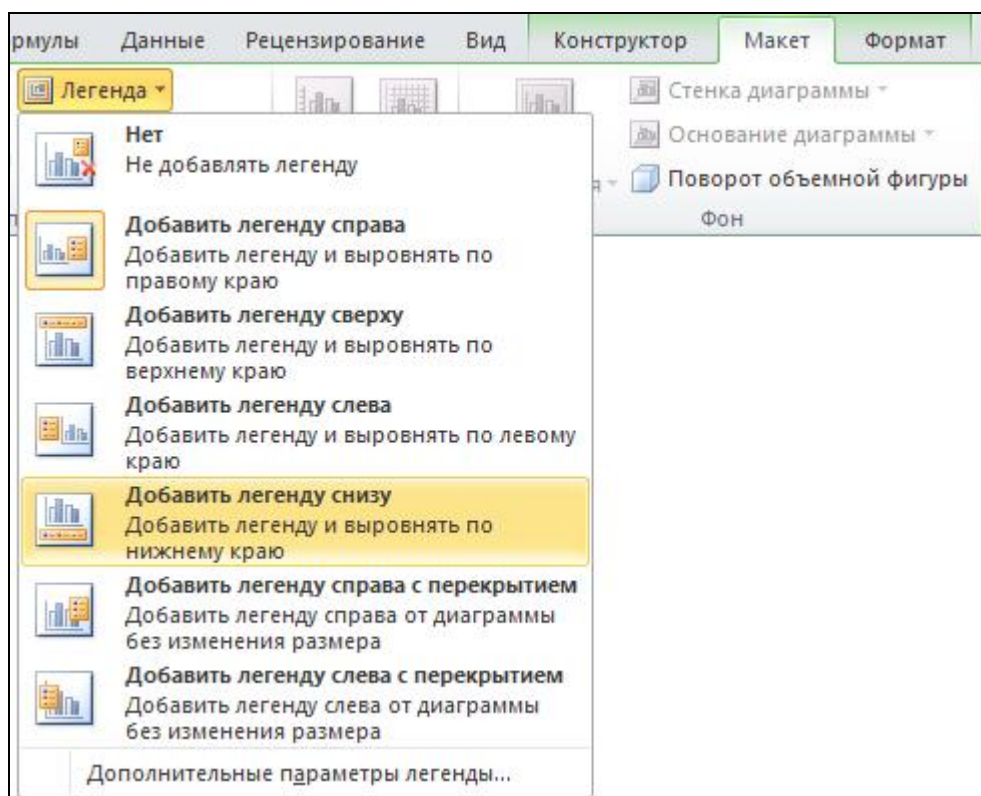 рмулы Данные Рецензирование Вид Конструктор Макет Формат
Легенда
Стенка диаграммы
Основание диаграммы
Поворот объемной фигуры
Фон
Нет
Не добавлять легенду
Добавить легенду справа
Добавить легенду и выровнять по
правому краю
Добавить легенду сверху
Добавить легенду и выровнять по
верхнему краю
Добавить легенду слева
Добавить легенду и выровнять по левому
краю
Добавить легенду снизу
Добавить легенду и выровнять по
нижнему краю
Добавить легенду справа с перекрытием
Добавить легенду справа от диаграммы
без изменения размера
Добавить легенду слева с перекрытием
Добавить легенду слева от диаграммы
без изменения размера
Дополнительные параметры легенды...